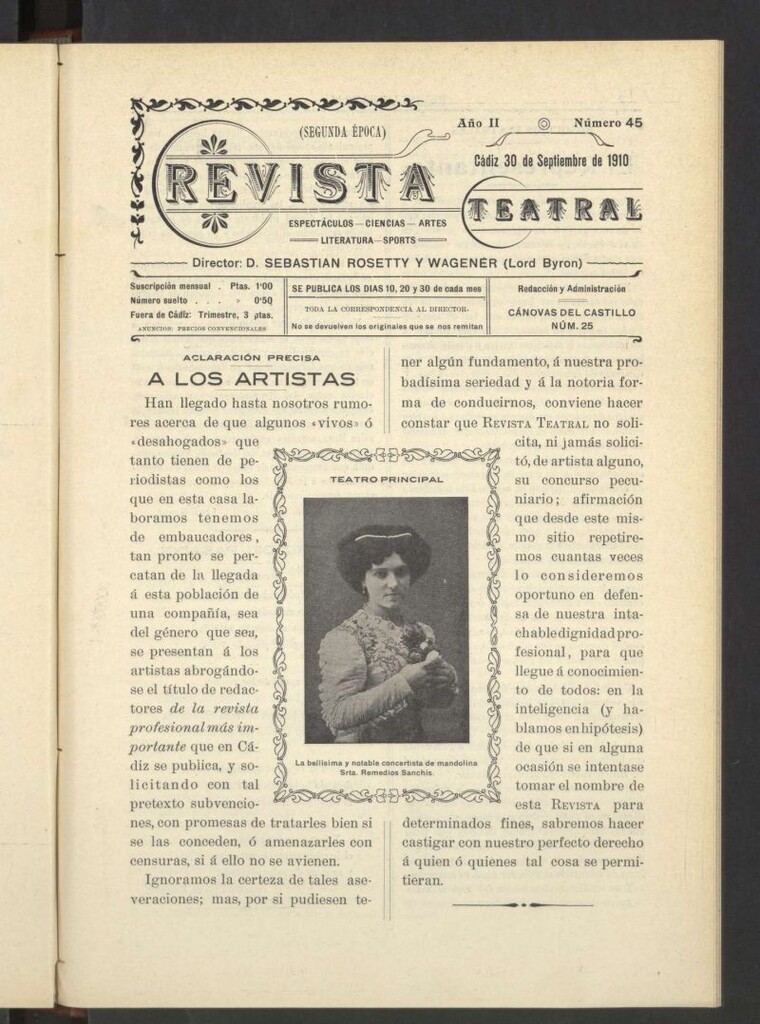 (SEGUNDA ÉPOCA)
Año II
Número 45
Cádiz 30 de Septiembre de 1910
REVISTA
TEATRAL
ESPECTÁCULOS — CIENCIAS — ARTES
LITERATURA — SPORTS
Director: D. SEBASTIAN ROSETTY Y WAGENER (Lord Byron)
Suscripción mensual . Ptas. 1'00
Número suelto . . . » 0'50
Fuera de Cádiz: Trimestre, 3 ptas.
ANUNCIOS: PRECIOS CONVENCIONALES
SE PUBLICA LOS DIAS 10, 20 y 30 de cada mes
TODA LA CORRESPONDENCIA AL DIRECTOR.
No se devuelven los originales que se nos remitan
Redacción y Administración
CÁNOVAS DEL CASTILLO
NÚM. 25
ACLARACIÓN PRECISA
A LOS ARTISTAS
Han llegado hasta nosotros rumo-
res acerca de que algunos «vivos» ó
«desahogados» que
tanto tienen de pe-
riodistas como los
que en esta casa la-
boramos tenemos
de embaucadores,
tan pronto se per-
catan de la llegada
á esta población de
una compañía, sea
del género que sea,
se presentan á los
artistas abrogándo-
se el título de redac-
tores de la revista
profesional más im-
portante que en Cá-
diz se publica, y so-
licitando con tal
pretexto subvencio-
nes, con promesas de tratarles bien si
se las conceden, ó amenazarles con
censuras, si á ello no se avienen.
Ignoramos la certeza de tales ase-
veraciones; mas, por si pudiesen te-
TEATRO PRINCIPAL
La bellísima y notable concertista de mandolina
Srta. Remedios Sanchis
ner algún fundamento, á nuestra pro-
badísima seriedad y á la notoria for-
ma de conducirnos, conviene hacer
constar que REVISTA TEATRAL no soli-
cita, ni jamás solici-
tó, de artista alguno,
su concurso pecu-
niario; afirmación
que desde este mis-
mo sitio repetire-
mos cuantas veces
lo consideremos
oportuno en defen-
sa de nuestra inta-
chable dignidad pro-
fesional, para que
llegue á conocimien-
to de todos: en la
inteligencia (y ha-
blamos en hipótesis)
de que si en alguna
ocasión se intentase
tomar el nombre de
esta REVISTA para
determinados fines, sabremos hacer
castigar con nuestro perfecto derecho
á quien ó quienes tal cosa se permi-
tieran.